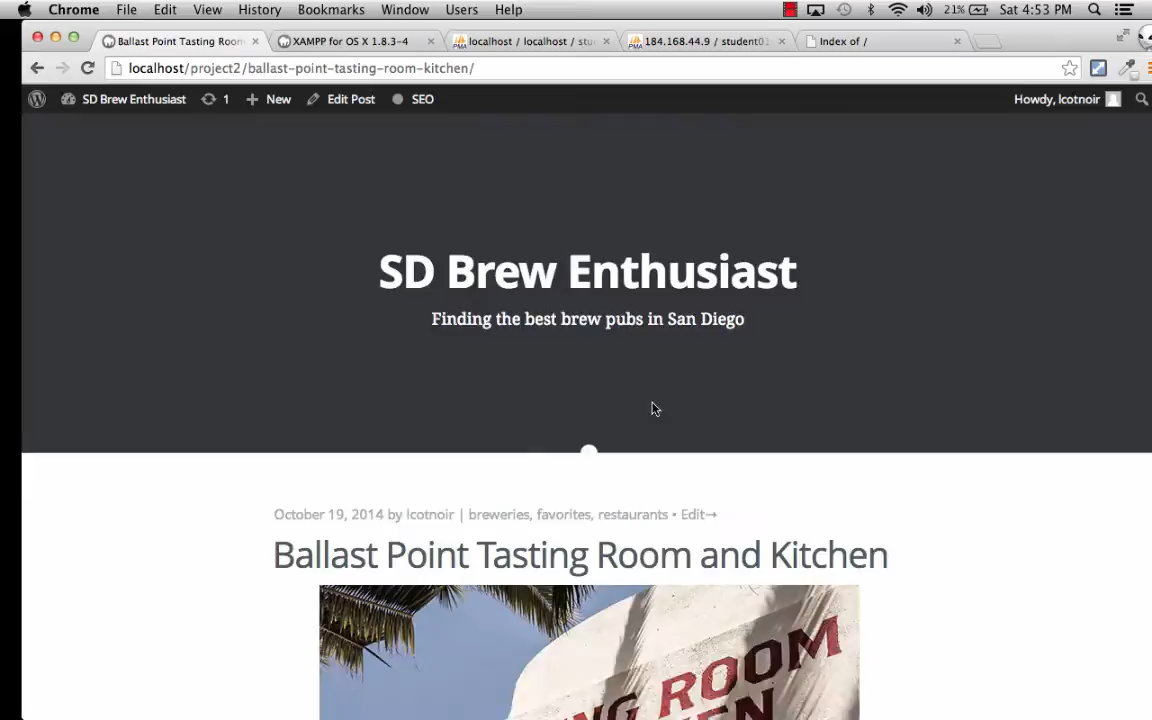 Chrome File Edit View History Bookmarks Window Users Help 21% Sat 4:53 PM
Ballast Point Tasting Room XAMPP for OS X 1.8.3-4 localhost / localhost / stu 184.168.44.9 / student01 Index of /
localhost/project2/ballast-point-tasting-room-kitchen/
SD Brew Enthusiast 1 New Edit Post SEO Howdy, lcotnoir
SD Brew Enthusiast
Finding the best brew pubs in San Diego
October 19, 2014 by lcotnoir | breweries, favorites, restaurants • Edit→
Ballast Point Tasting Room and Kitchen
ROOM